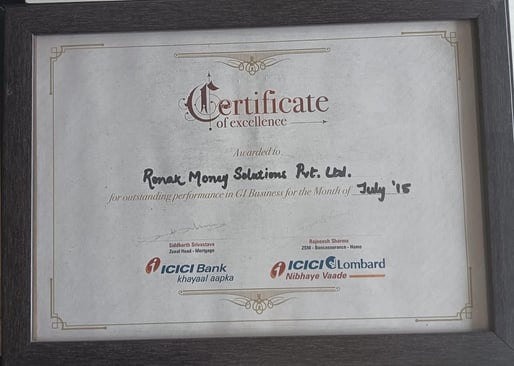 Certificate
of excellence
Awarded to
Ronak Money Solutions Pvt. Ltd.
for outstanding performance in GI Business for the Month of July '15
Siddharth Srivastava
Zonal Head - Mortgage
Rajneesh Sharma
ZSM - Bancassurance - Home
ICICI Bank
khayaal aapka
ICICI Lombard
Nibhaye Vaade